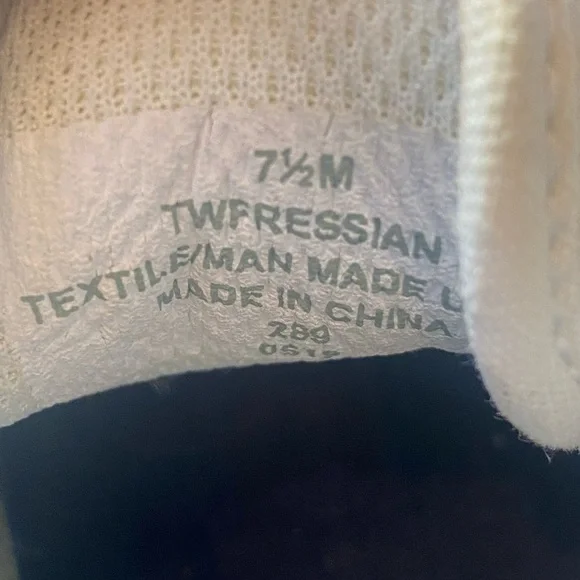 7½M
TWFRESSIAN
TEXTILE/MAN MADE U
MADE IN CHINA
289